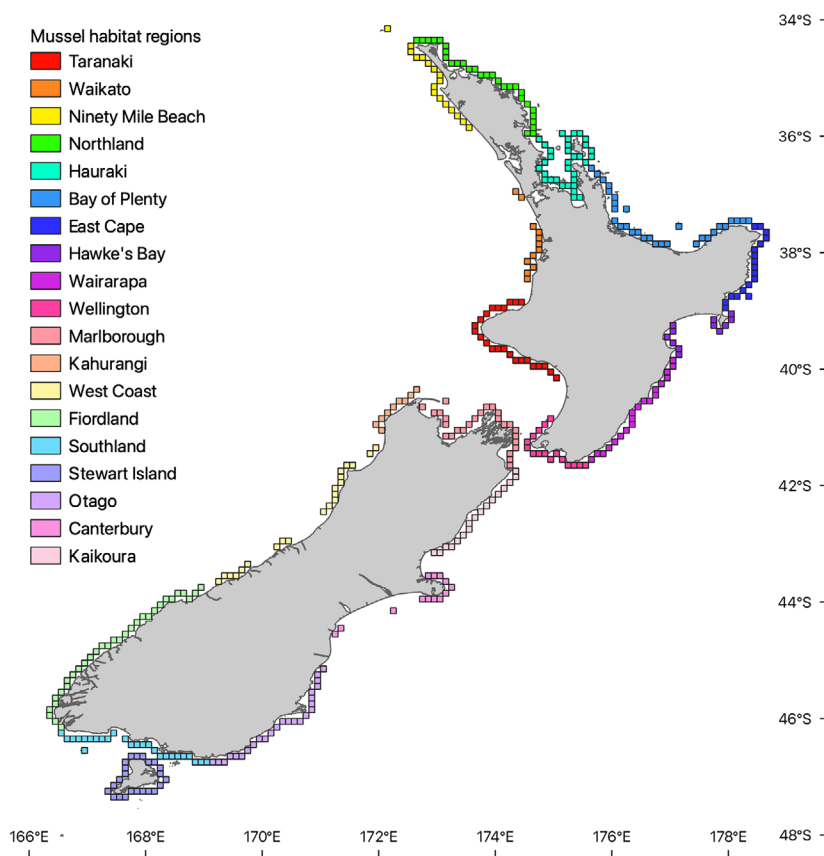 Mussel habitat regions
Taranaki
Waikato
Ninety Mile Beach
Northland
Hauraki
Bay of Plenty
East Cape
Hawke's Bay
Wairarapa
Wellington
Marlborough
Kahurangi
West Coast
Fiordland
Southland
Stewart Island
Otago
Canterbury
Kaikoura
34°S
36°S
38°S
40°S
42°S
44°S
46°S
48°S
166°E
168°E
170°E
172°E
174°E
176°E
178°E